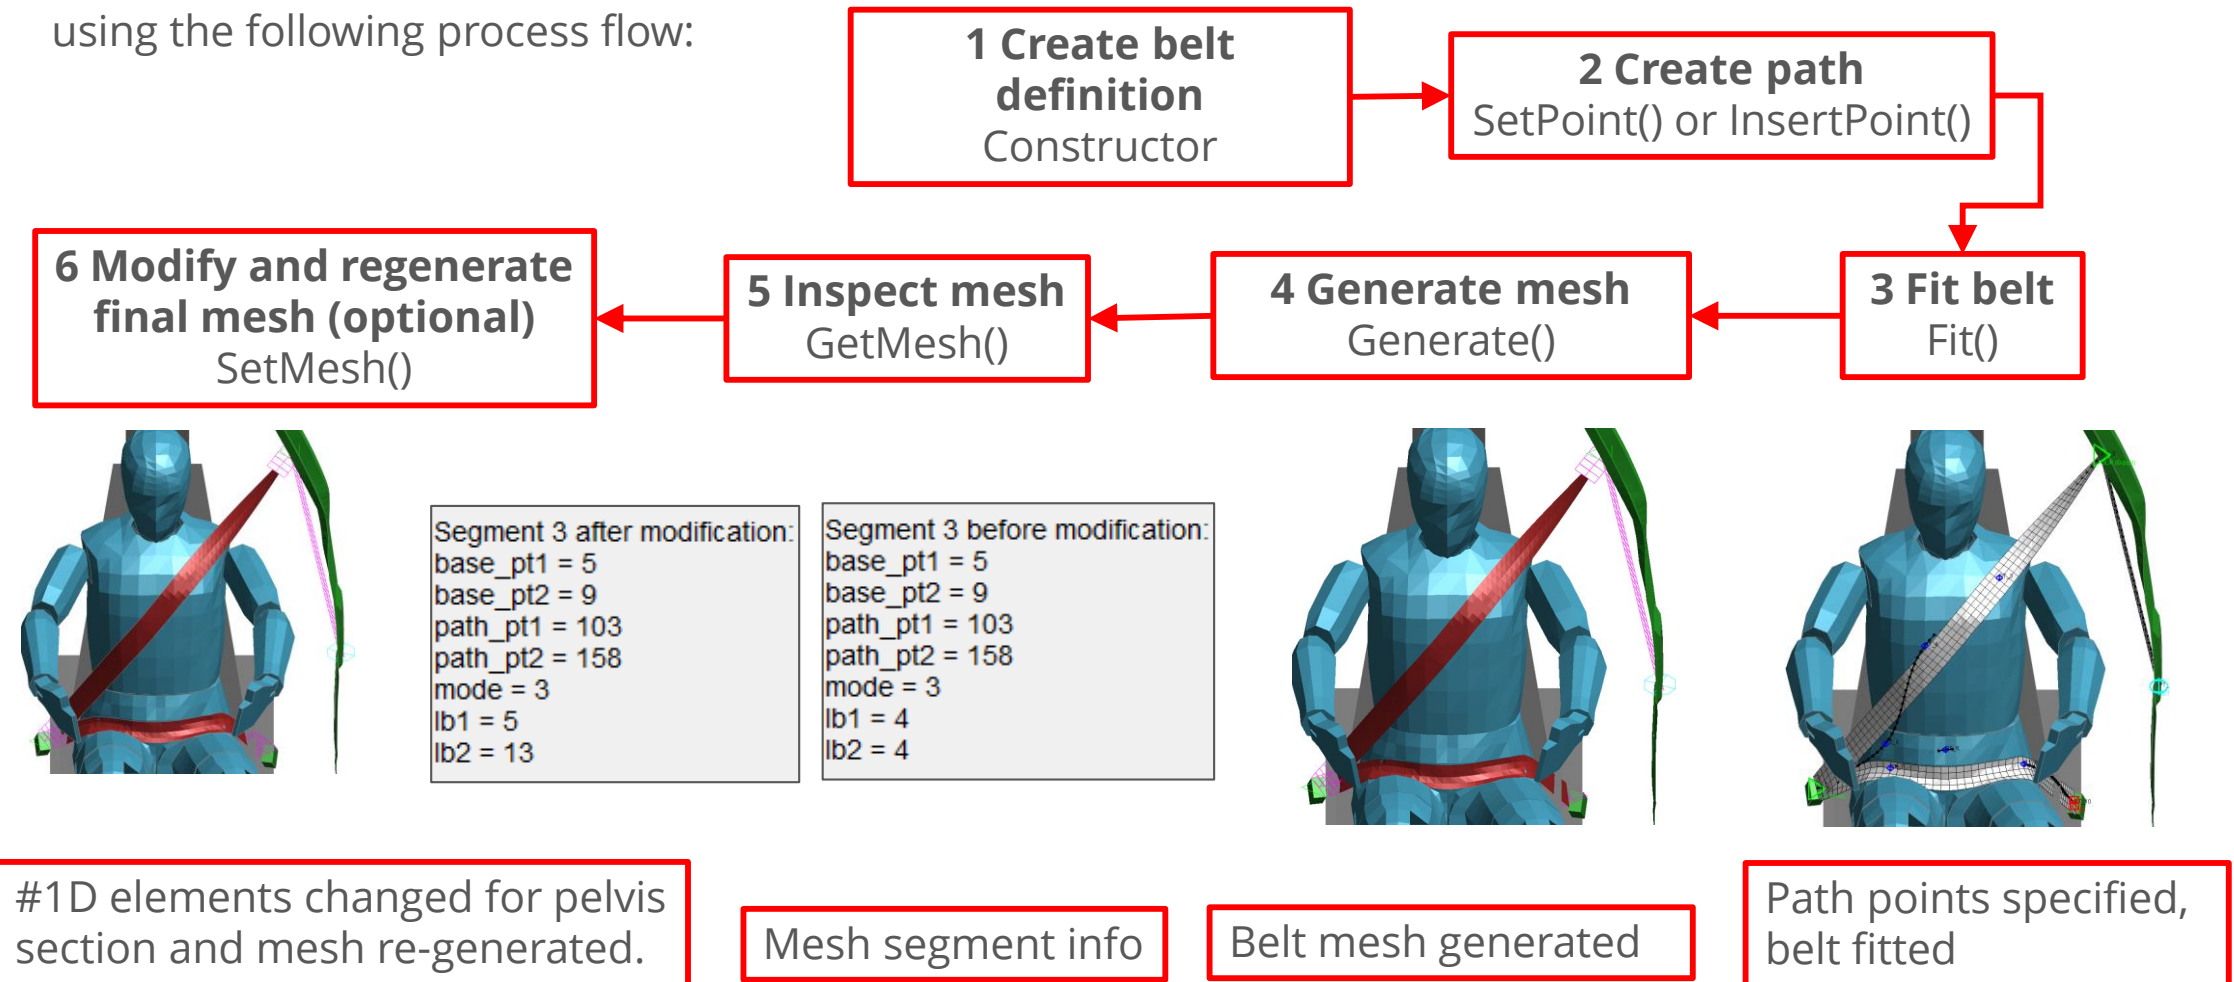 using the following process flow:
1 Create belt
definition
Constructor
2 Create path
SetPoint() or InsertPoint()
3 Fit belt
Fit()
4 Generate mesh
Generate()
5 Inspect mesh
GetMesh()
6 Modify and regenerate
final mesh (optional)
SetMesh()
Segment 3 after modification:
base_pt1 = 5
base_pt2 = 9
path_pt1 = 103
path_pt2 = 158
mode = 3
lb1 = 5
lb2 = 13
Segment 3 before modification:
base_pt1 = 5
base_pt2 = 9
path_pt1 = 103
path_pt2 = 158
mode = 3
lb1 = 4
lb2 = 4
#1D elements changed for pelvis
section and mesh re-generated.
Mesh segment info
Belt mesh generated
Path points specified,
belt fitted